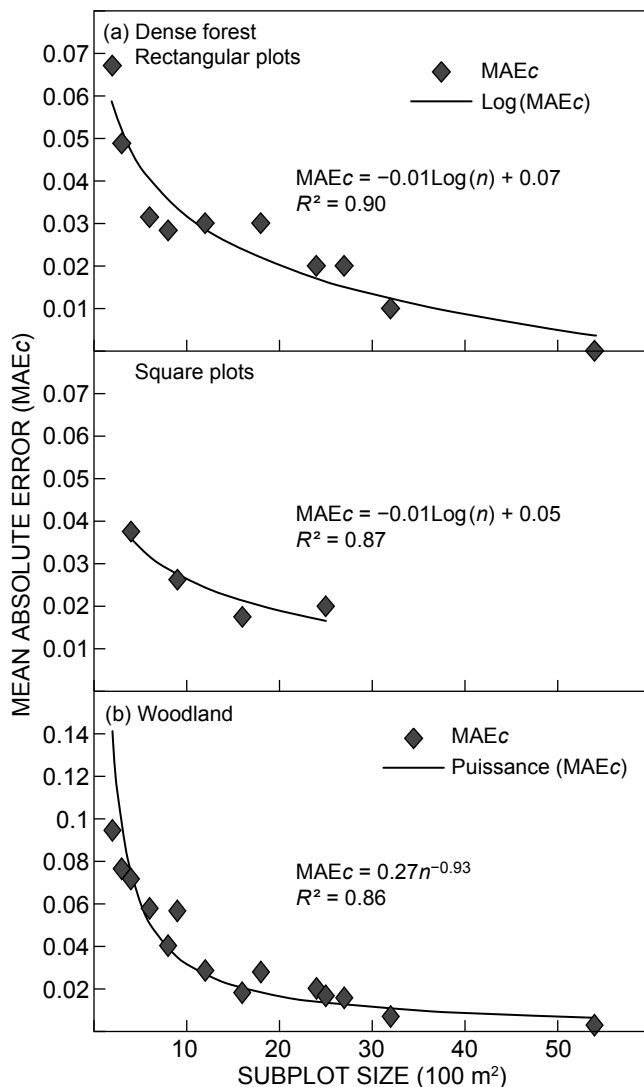 (a) Dense forest
Rectangular plots
0.07
0.06
0.05
0.04
0.03
0.02
0.01
MAEc
Log(MAEc)
MAEc = −0.01Log(n) + 0.07
R² = 0.90
Square plots
0.07
0.06
0.05
0.04
0.03
0.02
0.01
MAEc = −0.01Log(n) + 0.05
R² = 0.87
MEAN ABSOLUTE ERROR (MAEc)
(b) Woodland
0.14
0.12
0.1
0.08
0.06
0.04
0.02
MAEc
Puissance (MAEc)
MAEc = 0.27n⁻⁰·⁹³
R² = 0.86
10 20 30 40 50
SUBPLOT SIZE (100 m²)